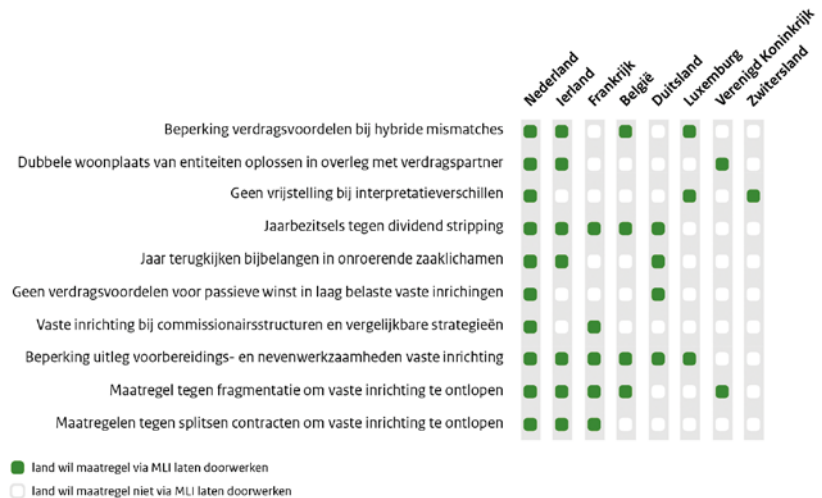 Nederland
Ierland
Frankrijk
België
Duitsland
Luxemburg
Verenigd Koninkrijk
Zwitersland
Beperking verdragsvoordelen bij hybride mismatches
Dubbele woonplaats van entiteiten oplossen in overleg met verdragspartner
Geen vrijstelling bij interpretatieverschillen
Jaarbezitsels tegen dividend stripping
Jaar terugkijken bijbelangen in onroerende zaaklichamen
Geen verdragsvoordelen voor passieve winst in laag belaste vaste inrichingen
Vaste inrichting bij commissionairsstructuren en vergelijkbare strategieën
Beperking uitleg voorbereidings- en nevenwerkzaamheden vaste inrichting
Maatregel tegen fragmentatie om vaste inrichting te ontlopen
Maatregelen tegen splitsen contracten om vaste inrichting te ontlopen
land wil maatregel via MLI laten doorwerken
land wil maatregel niet via MLI laten doorwerken